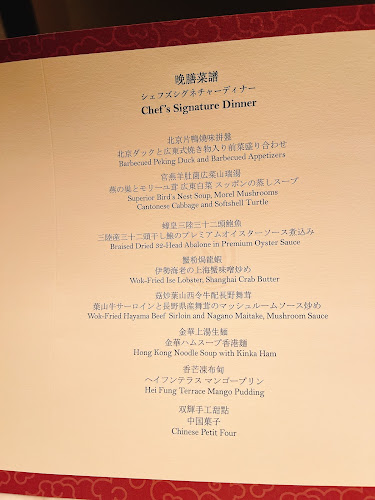 晚膳菜譜
シェフズシグネチャーディナー
Chef's Signature Dinner
北京片鴨燒味拼盤
北京ダックと広東式焼き物入り前菜盛り合わせ
Barbecued Peking Duck and Barbecued Appetizers
官燕羊肚菌広菜山瑞湯
燕の巣とモリーユ茸 広東白菜 スッポンの蒸しスープ
Superior Bird's Nest Soup, Morel Mushrooms
Cantonese Cabbage and Softshell Turtle
蠔皇三陸三十二頭鮑魚
三陸産三十二頭干し鮑のプレミアムオイスターソース煮込み
Braised Dried 32-Head Abalone in Premium Oyster Sauce
蟹粉焗龍蝦
伊勢海老の上海蟹味噌炒め
Wok-Fried Ise Lobster, Shanghai Crab Butter
菇炒葉山西令牛配長野舞茸
葉山牛サーロインと長野県産舞茸のマッシュルームソース炒め
Wok-Fried Hayama Beef Sirloin and Nagano Maitake, Mushroom Sauce
金華上湯生麺
金華ハムスープ香港麺
Hong Kong Noodle Soup with Kinka Ham
香芒凍布甸
ヘイフンテラス マンゴープリン
Hei Fung Terrace Mango Pudding
双輝手工甜點
中国菓子
Chinese Petit Four